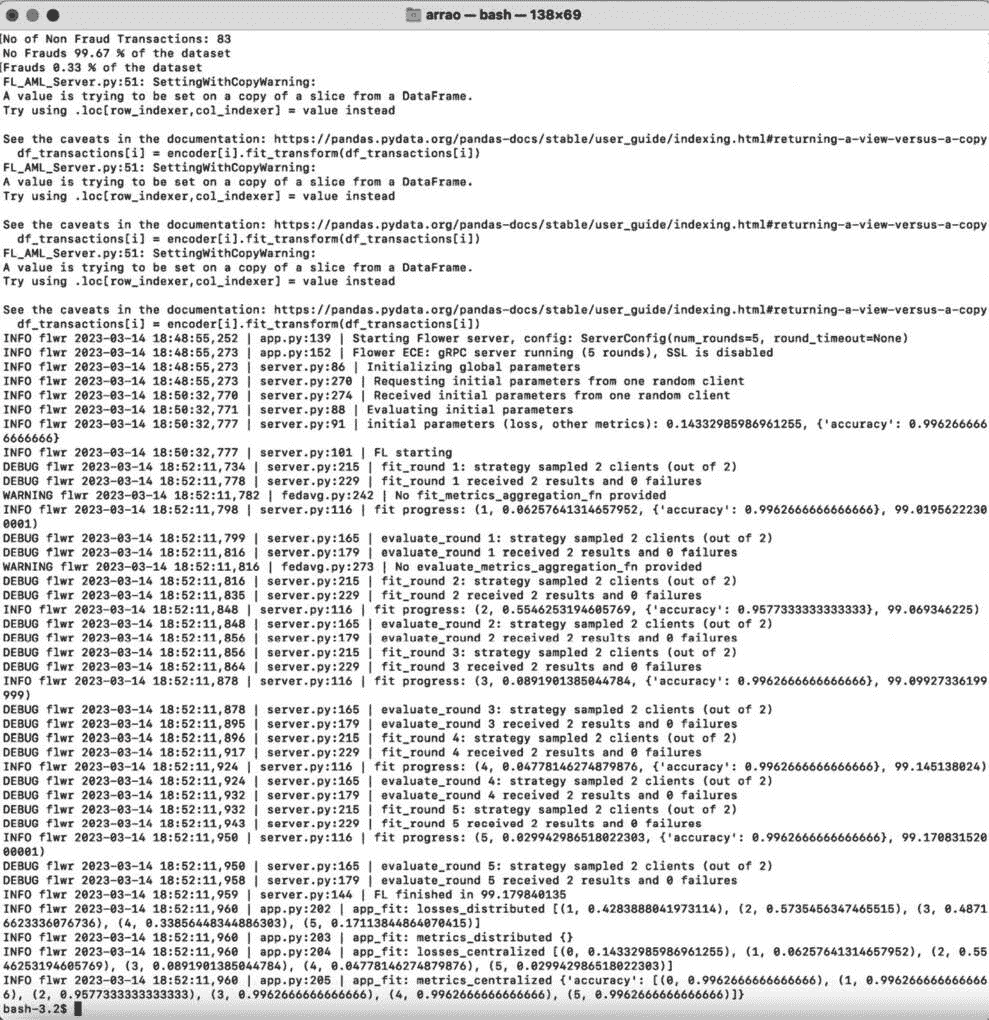 arrao — bash — 138×69
[No of Non Fraud Transactions: 83
No Frauds 99.67 % of the dataset
[Frauds 0.33 % of the dataset
FL_AML_Server.py:51: SettingWithCopyWarning:
A value is trying to be set on a copy of a slice from a DataFrame.
Try using .loc[row_indexer,col_indexer] = value instead
See the caveats in the documentation: https://pandas.pydata.org/pandas-docs/stable/user_guide/indexing.html#returning-a-view-versus-a-copy
df_transactions[i] = encoder[i].fit_transform(df_transactions[i])
FL_AML_Server.py:51: SettingWithCopyWarning:
A value is trying to be set on a copy of a slice from a DataFrame.
Try using .loc[row_indexer,col_indexer] = value instead
See the caveats in the documentation: https://pandas.pydata.org/pandas-docs/stable/user_guide/indexing.html#returning-a-view-versus-a-copy
df_transactions[i] = encoder[i].fit_transform(df_transactions[i])
FL_AML_Server.py:51: SettingWithCopyWarning:
A value is trying to be set on a copy of a slice from a DataFrame.
Try using .loc[row_indexer,col_indexer] = value instead
See the caveats in the documentation: https://pandas.pydata.org/pandas-docs/stable/user_guide/indexing.html#returning-a-view-versus-a-copy
df_transactions[i] = encoder[i].fit_transform(df_transactions[i])
INFO flwr 2023-03-14 18:48:55,252 | app.py:139 | Starting Flower server, config: ServerConfig(num_rounds=5, round_timeout=None)
INFO flwr 2023-03-14 18:48:55,273 | app.py:152 | Flower ECE: gRPC server running (5 rounds), SSL is disabled
INFO flwr 2023-03-14 18:48:55,273 | server.py:86 | Initializing global parameters
INFO flwr 2023-03-14 18:48:55,273 | server.py:270 | Requesting initial parameters from one random client
INFO flwr 2023-03-14 18:50:32,770 | server.py:274 | Received initial parameters from one random client
INFO flwr 2023-03-14 18:50:32,771 | server.py:88 | Evaluating initial parameters
INFO flwr 2023-03-14 18:50:32,777 | server.py:91 | initial parameters (loss, other metrics): 0.14332985986961255, {'accuracy': 0.996266666
6666666}
INFO flwr 2023-03-14 18:50:32,777 | server.py:101 | FL starting
DEBUG flwr 2023-03-14 18:52:11,734 | server.py:215 | fit_round 1: strategy sampled 2 clients (out of 2)
DEBUG flwr 2023-03-14 18:52:11,778 | server.py:229 | fit_round 1 received 2 results and 0 failures
WARNING flwr 2023-03-14 18:52:11,782 | fedavg.py:242 | No fit_metrics_aggregation_fn provided
INFO flwr 2023-03-14 18:52:11,798 | server.py:116 | fit progress: (1, 0.06257641314657952, {'accuracy': 0.9962666666666666}, 99.0195622230
0001)
DEBUG flwr 2023-03-14 18:52:11,799 | server.py:165 | evaluate_round 1: strategy sampled 2 clients (out of 2)
DEBUG flwr 2023-03-14 18:52:11,816 | server.py:179 | evaluate_round 1 received 2 results and 0 failures
WARNING flwr 2023-03-14 18:52:11,816 | fedavg.py:273 | No evaluate_metrics_aggregation_fn provided
DEBUG flwr 2023-03-14 18:52:11,816 | server.py:215 | fit_round 2: strategy sampled 2 clients (out of 2)
DEBUG flwr 2023-03-14 18:52:11,835 | server.py:229 | fit_round 2 received 2 results and 0 failures
INFO flwr 2023-03-14 18:52:11,848 | server.py:116 | fit progress: (2, 0.5546253194605769, {'accuracy': 0.9577333333333333}, 99.069346225)
DEBUG flwr 2023-03-14 18:52:11,848 | server.py:165 | evaluate_round 2: strategy sampled 2 clients (out of 2)
DEBUG flwr 2023-03-14 18:52:11,856 | server.py:179 | evaluate_round 2 received 2 results and 0 failures
DEBUG flwr 2023-03-14 18:52:11,856 | server.py:215 | fit_round 3: strategy sampled 2 clients (out of 2)
DEBUG flwr 2023-03-14 18:52:11,864 | server.py:229 | fit_round 3 received 2 results and 0 failures
INFO flwr 2023-03-14 18:52:11,878 | server.py:116 | fit progress: (3, 0.0891901385044784, {'accuracy': 0.9962666666666666}, 99.09927336199
999)
DEBUG flwr 2023-03-14 18:52:11,878 | server.py:165 | evaluate_round 3: strategy sampled 2 clients (out of 2)
DEBUG flwr 2023-03-14 18:52:11,895 | server.py:179 | evaluate_round 3 received 2 results and 0 failures
DEBUG flwr 2023-03-14 18:52:11,896 | server.py:215 | fit_round 4: strategy sampled 2 clients (out of 2)
DEBUG flwr 2023-03-14 18:52:11,917 | server.py:229 | fit_round 4 received 2 results and 0 failures
INFO flwr 2023-03-14 18:52:11,924 | server.py:116 | fit progress: (4, 0.04778146274879876, {'accuracy': 0.9962666666666666}, 99.145138024)
DEBUG flwr 2023-03-14 18:52:11,924 | server.py:165 | evaluate_round 4: strategy sampled 2 clients (out of 2)
DEBUG flwr 2023-03-14 18:52:11,932 | server.py:179 | evaluate_round 4 received 2 results and 0 failures
DEBUG flwr 2023-03-14 18:52:11,932 | server.py:215 | fit_round 5: strategy sampled 2 clients (out of 2)
DEBUG flwr 2023-03-14 18:52:11,943 | server.py:229 | fit_round 5 received 2 results and 0 failures
INFO flwr 2023-03-14 18:52:11,950 | server.py:116 | fit progress: (5, 0.029942986518022303, {'accuracy': 0.9962666666666666}, 99.170831520
00001)
DEBUG flwr 2023-03-14 18:52:11,950 | server.py:165 | evaluate_round 5: strategy sampled 2 clients (out of 2)
DEBUG flwr 2023-03-14 18:52:11,958 | server.py:179 | evaluate_round 5 received 2 results and 0 failures
INFO flwr 2023-03-14 18:52:11,959 | server.py:144 | FL finished in 99.179840135
INFO flwr 2023-03-14 18:52:11,960 | app.py:202 | app_fit: losses_distributed [(1, 0.4283888041973114), (2, 0.5735456347465515), (3, 0.4871
6623336076736), (4, 0.33856448344886303), (5, 0.17113844864070415)]
INFO flwr 2023-03-14 18:52:11,960 | app.py:203 | app_fit: metrics_distributed {}
INFO flwr 2023-03-14 18:52:11,960 | app.py:204 | app_fit: losses_centralized [(0, 0.14332985986961255), (1, 0.06257641314657952), (2, 0.55
46253194605769), (3, 0.0891901385044784), (4, 0.04778146274879876), (5, 0.029942986518022303)]
INFO flwr 2023-03-14 18:52:11,960 | app.py:205 | app_fit: metrics_centralized {'accuracy': [(0, 0.9962666666666666), (1, 0.996266666666666
6), (2, 0.9577333333333333), (3, 0.9962666666666666), (4, 0.9962666666666666), (5, 0.9962666666666666)]}
bash-3.2$